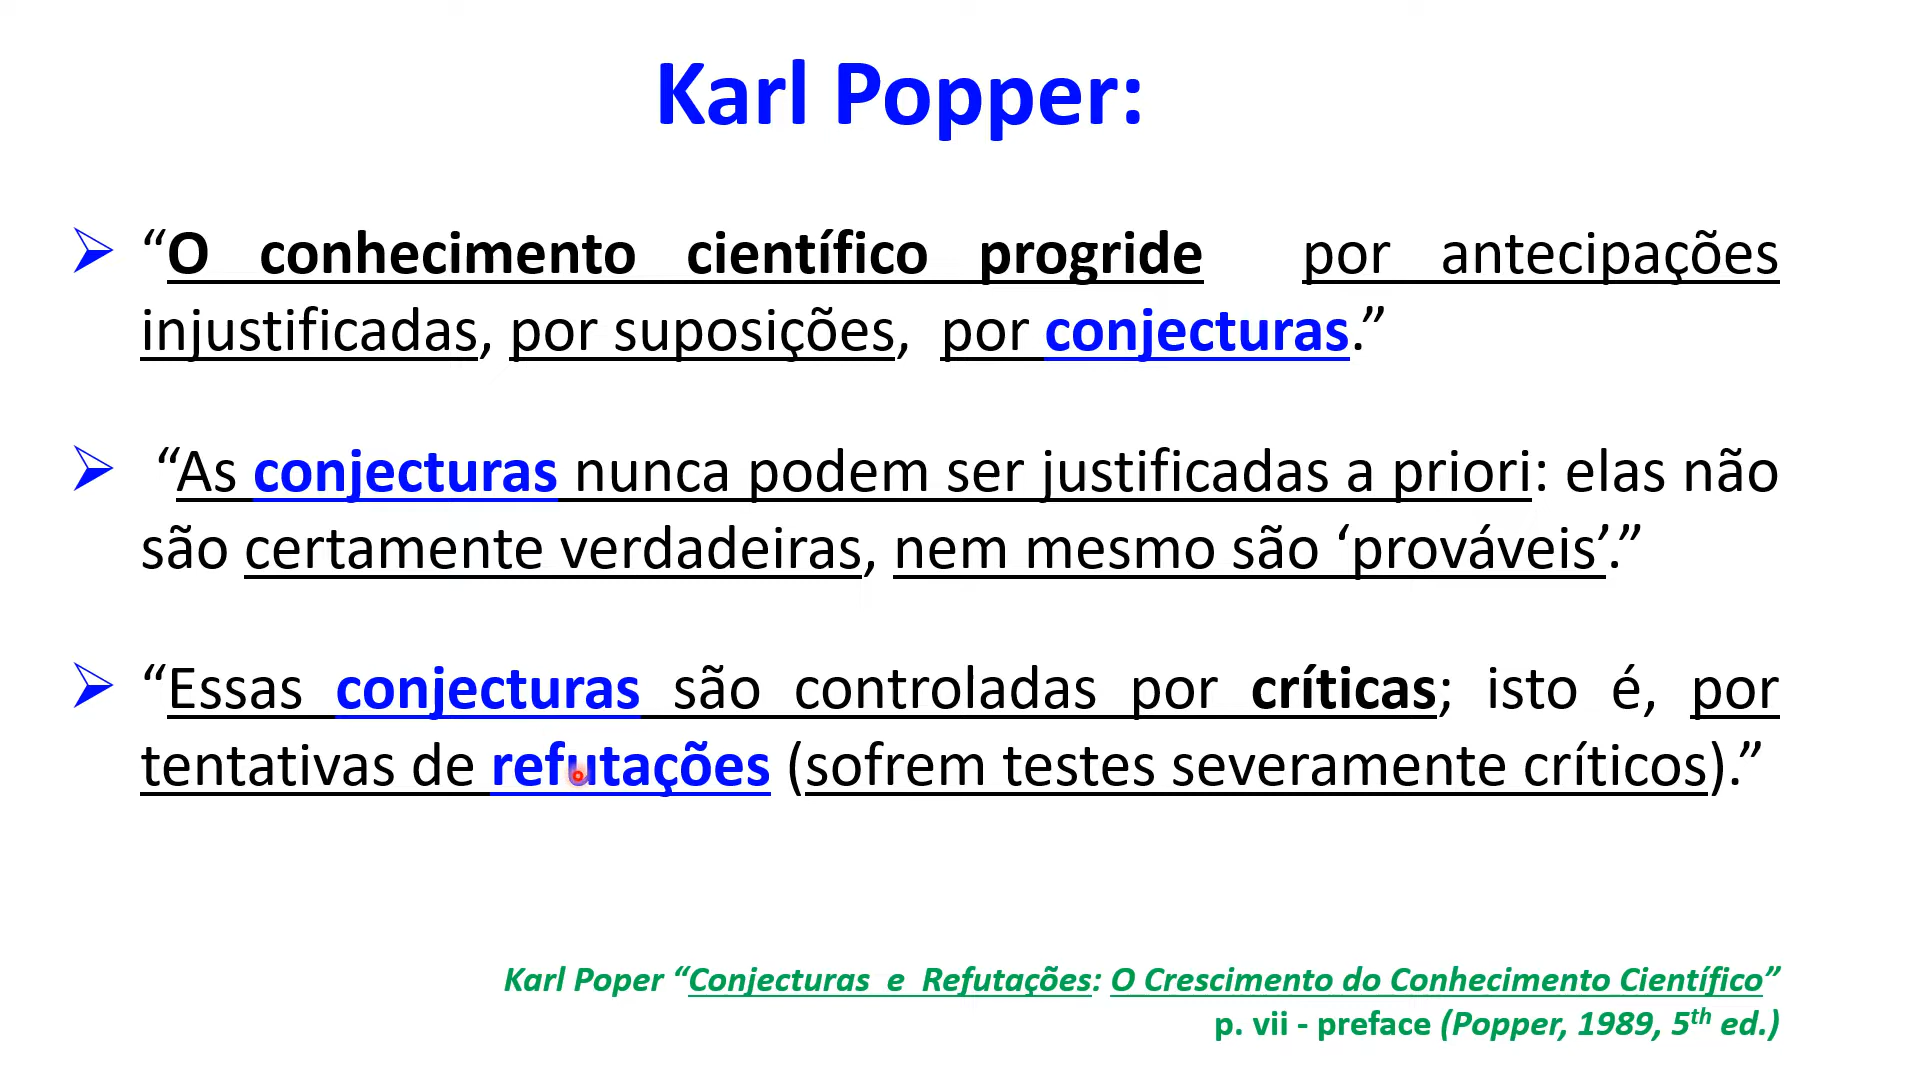 Karl Popper:
“O conhecimento científico progride por antecipações
injustificadas, por suposições, por conjecturas.”
“As conjecturas nunca podem ser justificadas a priori: elas não
são certamente verdadeiras, nem mesmo são ‘prováveis’.”
“Essas conjecturas são controladas por críticas; isto é, por
tentativas de refutações (sofrem testes severamente críticos).”
Karl Poper “Conjecturas e Refutações: O Crescimento do Conhecimento Científico”
p. vii - preface (Popper, 1989, 5th ed.)